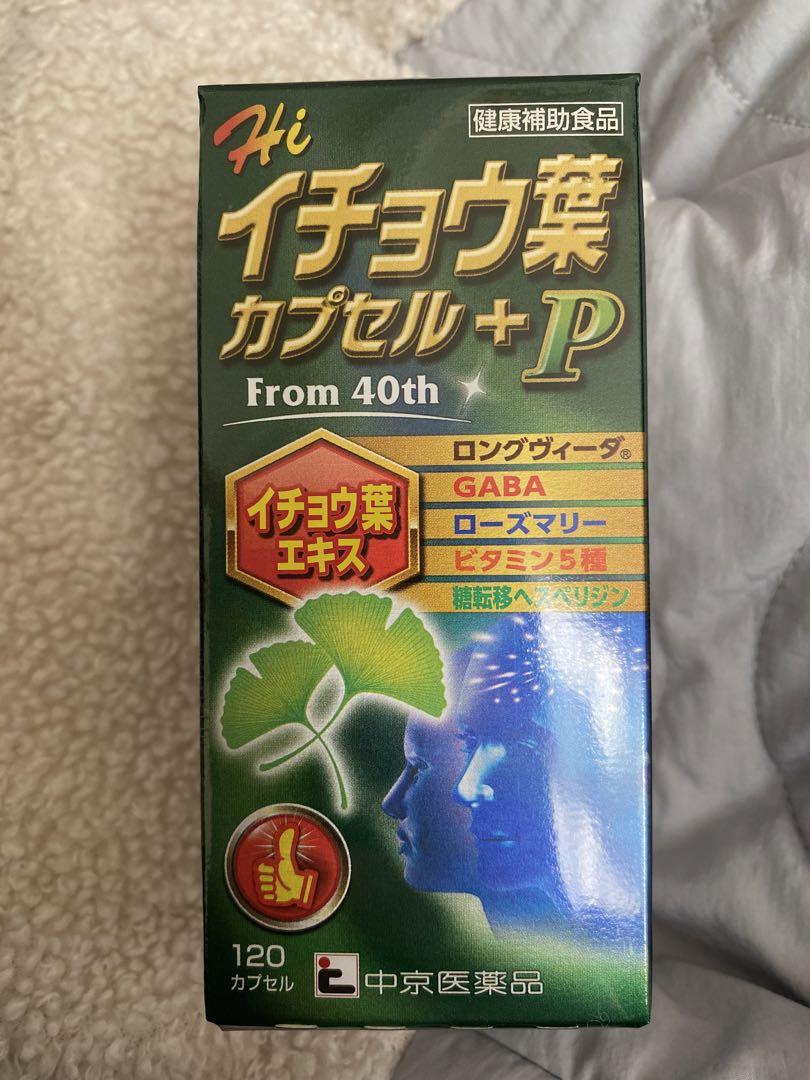 Hi
健康補助食品
イチョウ葉
カプセル+P
From 40th
イチョウ葉
エキス
ロングヴィーダ®
GABA
ローズマリー
ビタミン5種
糖転移ヘスペリジン
120
カプセル
中京医薬品